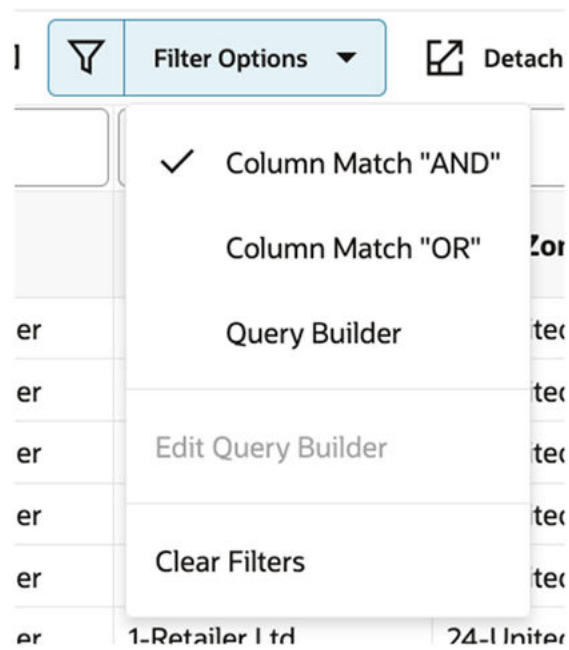 Filter Options
Detach
Column Match "AND"
Column Match "OR"
Query Builder
Edit Query Builder
Clear Filters
er
er
er
er
er
er
1-Retailer Ltd